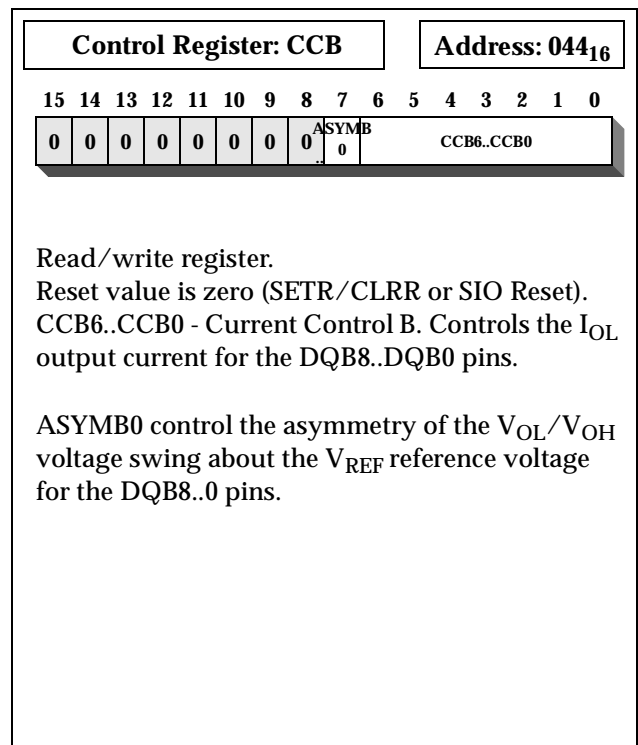 Control Register: CCB
Address: 044₁₆
15 14 13 12 11 10 9 8 7 6 5 4 3 2 1 0
0 0 0 0 0 0 0 0.. ASYMB
0
CCB6..CCB0
Read/write register.
Reset value is zero (SETR/CLRR or SIO Reset).
CCB6..CCB0 - Current Control B. Controls the I_OL
output current for the DQB8..DQB0 pins.
ASYMB0 control the asymmetry of the V_OL/V_OH
voltage swing about the V_REF reference voltage
for the DQB8..0 pins.